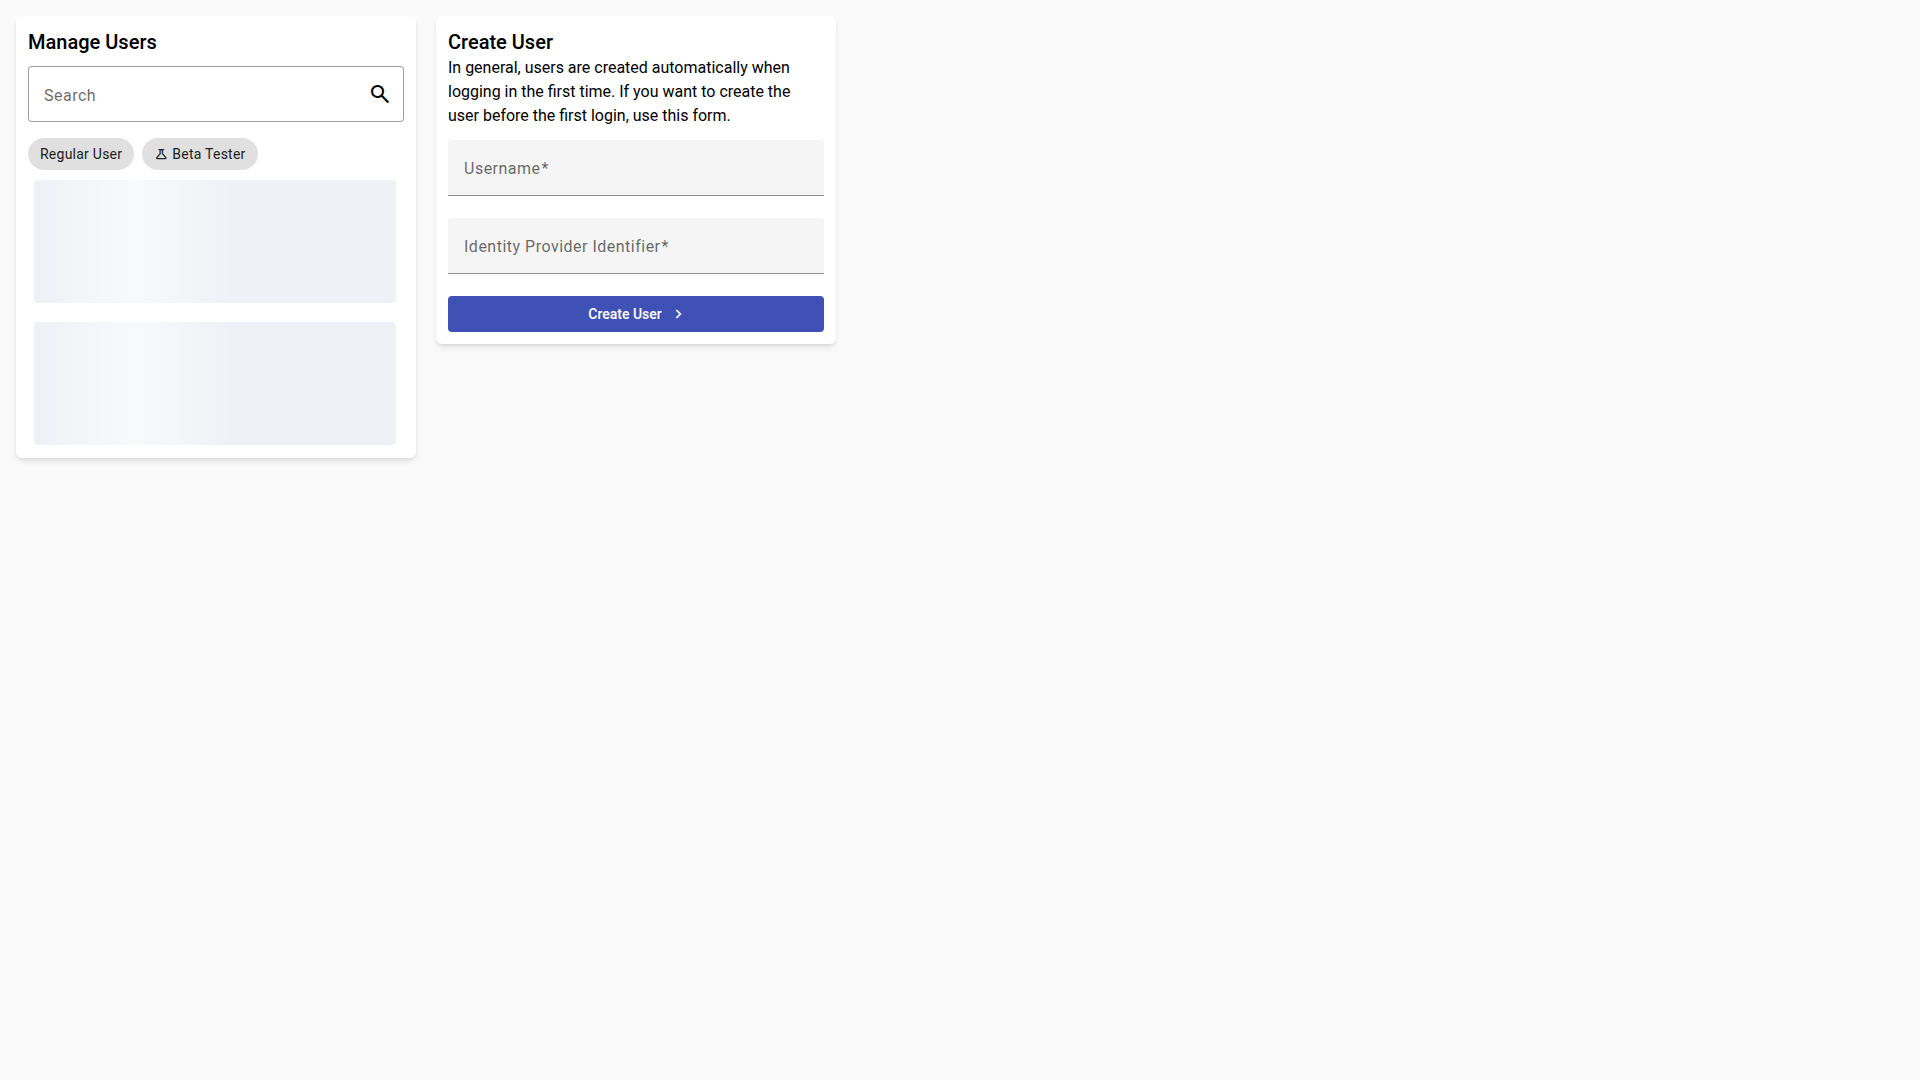 Manage Users
Search
Regular User
Beta Tester
Create User
In general, users are created automatically when
logging in the first time. If you want to create the
user before the first login, use this form.
Username*
Identity Provider Identifier*
Create User